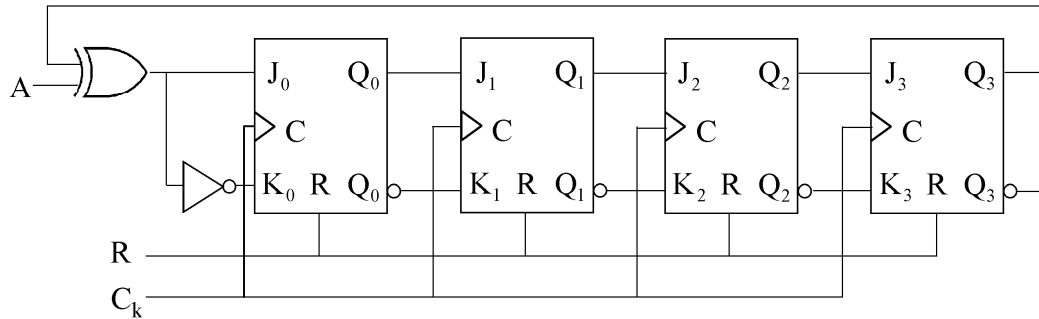 J₀ Q₀ J₁ Q₁ J₂ Q₂ J₃ Q₃
A
C C C C
K₀ R Q₀ K₁ R Q₁ K₂ R Q₂ K₃ R Q₃
R
Cₖ